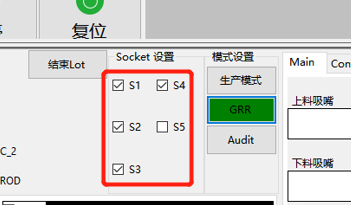 复位
结束Lot
Socket 设置
模式设置
Main
S1
S4
生产模式
上料吸嘴
GRR
S2
S5
Audit
C_2
下料吸嘴
S3
ROD